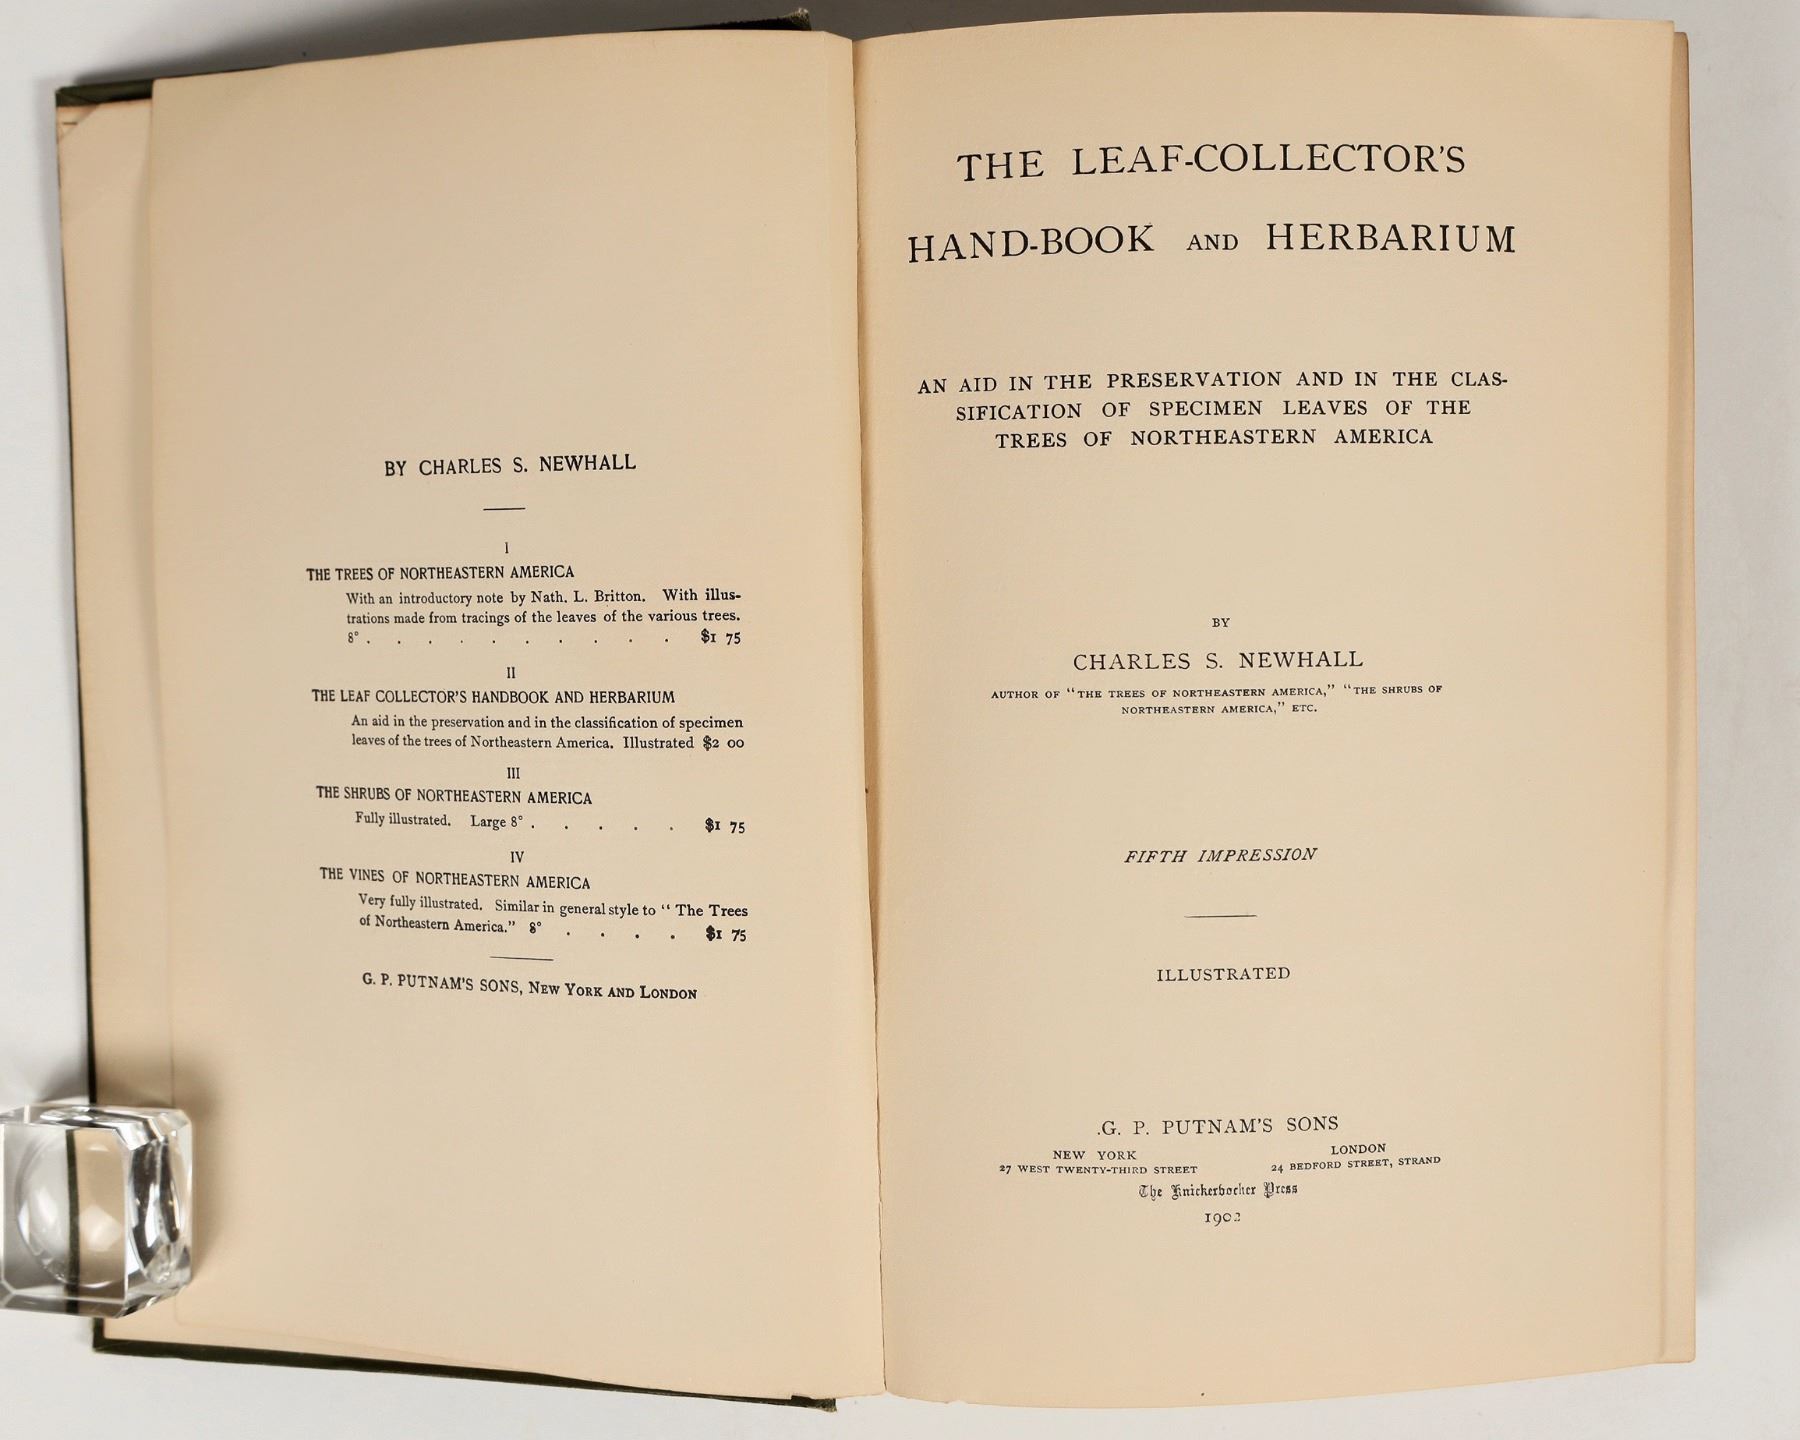 BY CHARLES S. NEWHALL
I
THE TREES OF NORTHEASTERN AMERICA
With an introductory note by Nath. L. Britton. With illus-
trations made from tracings of the leaves of the various trees.
8° . . . . . . . . . . $1 75
II
THE LEAF COLLECTOR'S HANDBOOK AND HERBARIUM
An aid in the preservation and in the classification of specimen
leaves of the trees of Northeastern America. Illustrated $2 00
III
THE SHRUBS OF NORTHEASTERN AMERICA
Fully illustrated. Large 8° . . . . . $1 75
IV
THE VINES OF NORTHEASTERN AMERICA
Very fully illustrated. Similar in general style to "The Trees
of Northeastern America." 8° . . . . $1 75
G. P. PUTNAM'S SONS, NEW YORK AND LONDON
THE LEAF-COLLECTOR'S
HAND-BOOK AND HERBARIUM
AN AID IN THE PRESERVATION AND IN THE CLAS-
SIFICATION OF SPECIMEN LEAVES OF THE
TREES OF NORTHEASTERN AMERICA
BY
CHARLES S. NEWHALL
AUTHOR OF "THE TREES OF NORTHEASTERN AMERICA," "THE SHRUBS OF
NORTHEASTERN AMERICA," ETC.
FIFTH IMPRESSION
ILLUSTRATED
G. P. PUTNAM'S SONS
NEW YORK LONDON
27 WEST TWENTY-THIRD STREET 24 BEDFORD STREET, STRAND
The Knickerbocker Press
1902